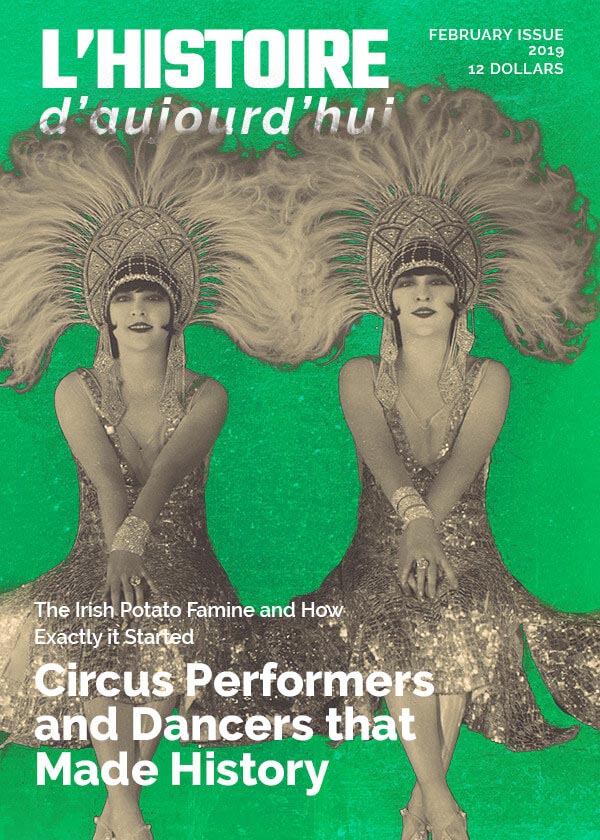 L'HISTOIRE
d'aujourd'hui
FEBRUARY ISSUE
2019
12 DOLLARS
The Irish Potato Famine and How
Exactly it Started
Circus Performers
and Dancers that
Made History